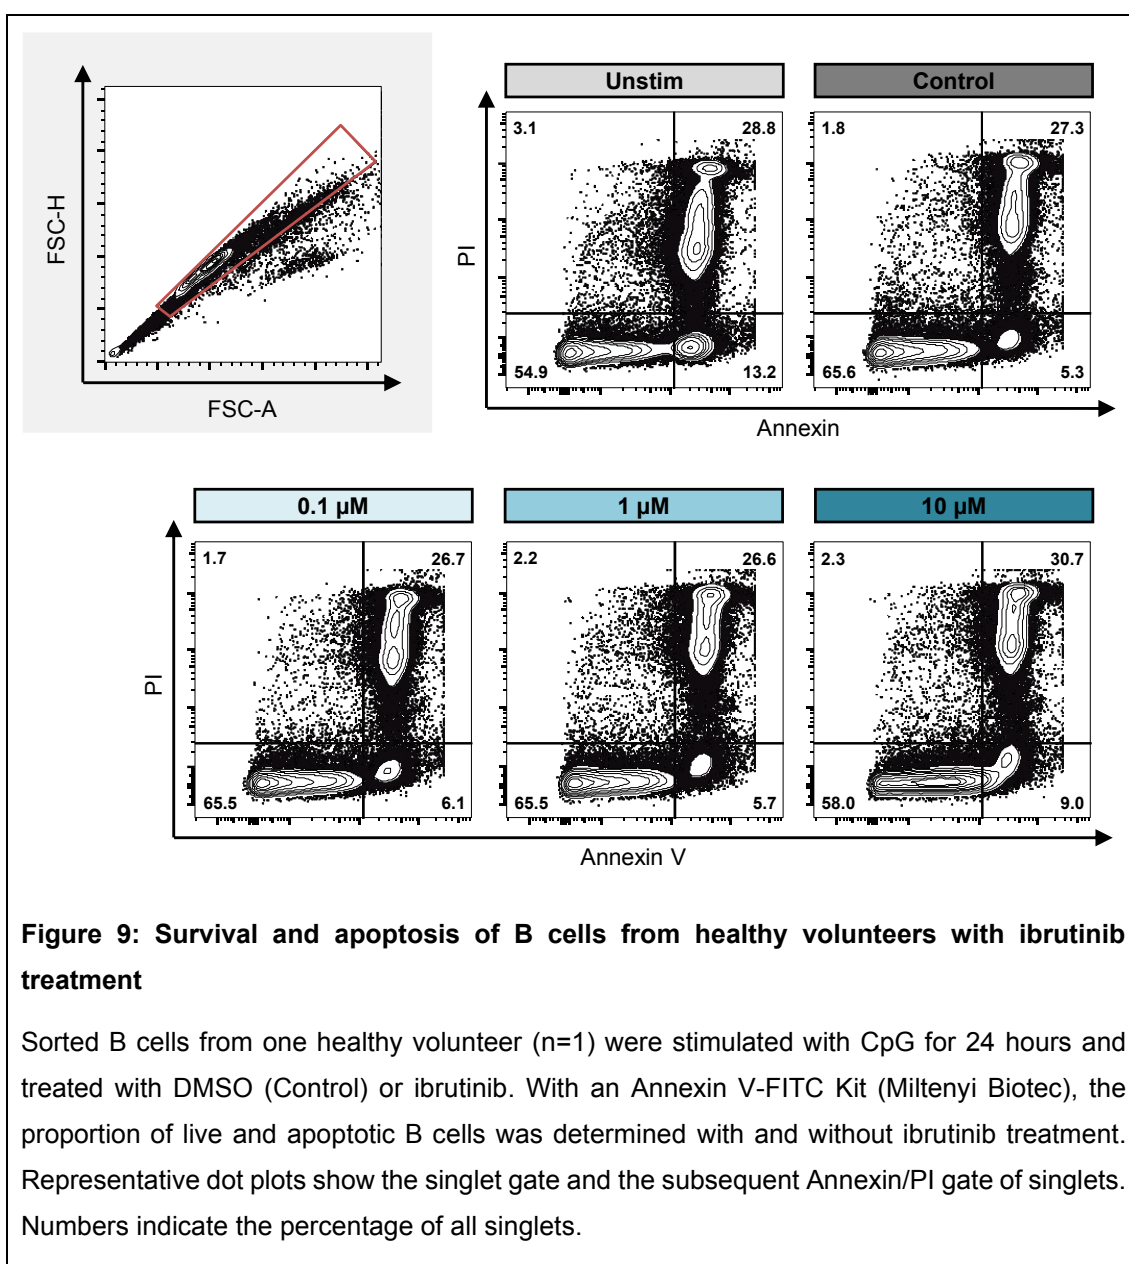 FSC-H
FSC-A
Unstim
Control
PI
3.1
28.8
54.9
13.2
1.8
27.3
65.6
5.3
Annexin
0.1 µM
1 µM
10 µM
PI
1.7
26.7
65.5
6.1
2.2
26.6
65.5
5.7
2.3
30.7
58.0
9.0
Annexin V
Figure 9: Survival and apoptosis of B cells from healthy volunteers with ibrutinib
treatment
Sorted B cells from one healthy volunteer (n=1) were stimulated with CpG for 24 hours and
treated with DMSO (Control) or ibrutinib. With an Annexin V-FITC Kit (Miltenyi Biotec), the
proportion of live and apoptotic B cells was determined with and without ibrutinib treatment.
Representative dot plots show the singlet gate and the subsequent Annexin/PI gate of singlets.
Numbers indicate the percentage of all singlets.